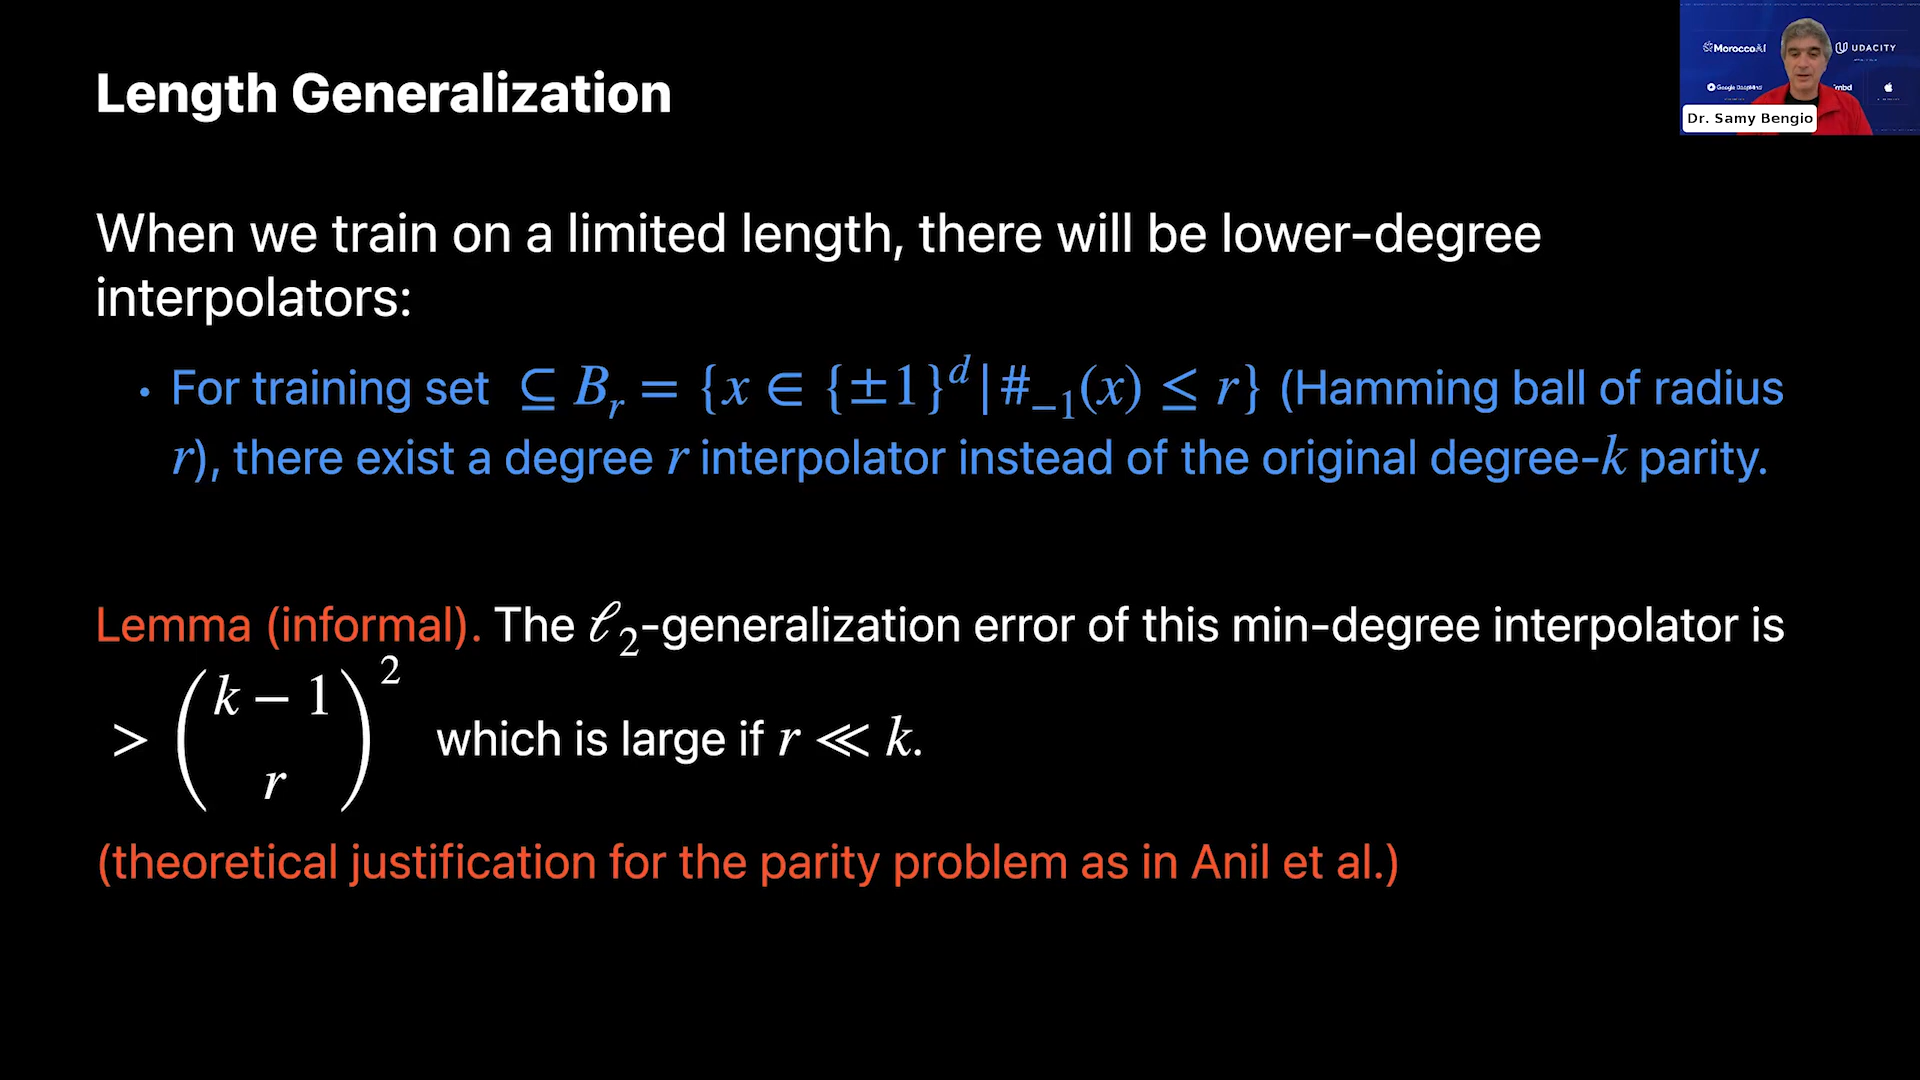 Length Generalization
MoroccoAI
UDACITY
Google DeepMind
Dr. Samy Bengio
When we train on a limited length, there will be lower-degree
interpolators:
• For training set ⊆ B_r = {x ∈ {±1}^d | #_{−1}(x) ≤ r} (Hamming ball of radius
r), there exist a degree r interpolator instead of the original degree-k parity.
Lemma (informal). The ℓ_2-generalization error of this min-degree interpolator is
> \binom{k − 1}{r}^2 which is large if r ≪ k.
(theoretical justification for the parity problem as in Anil et al.)